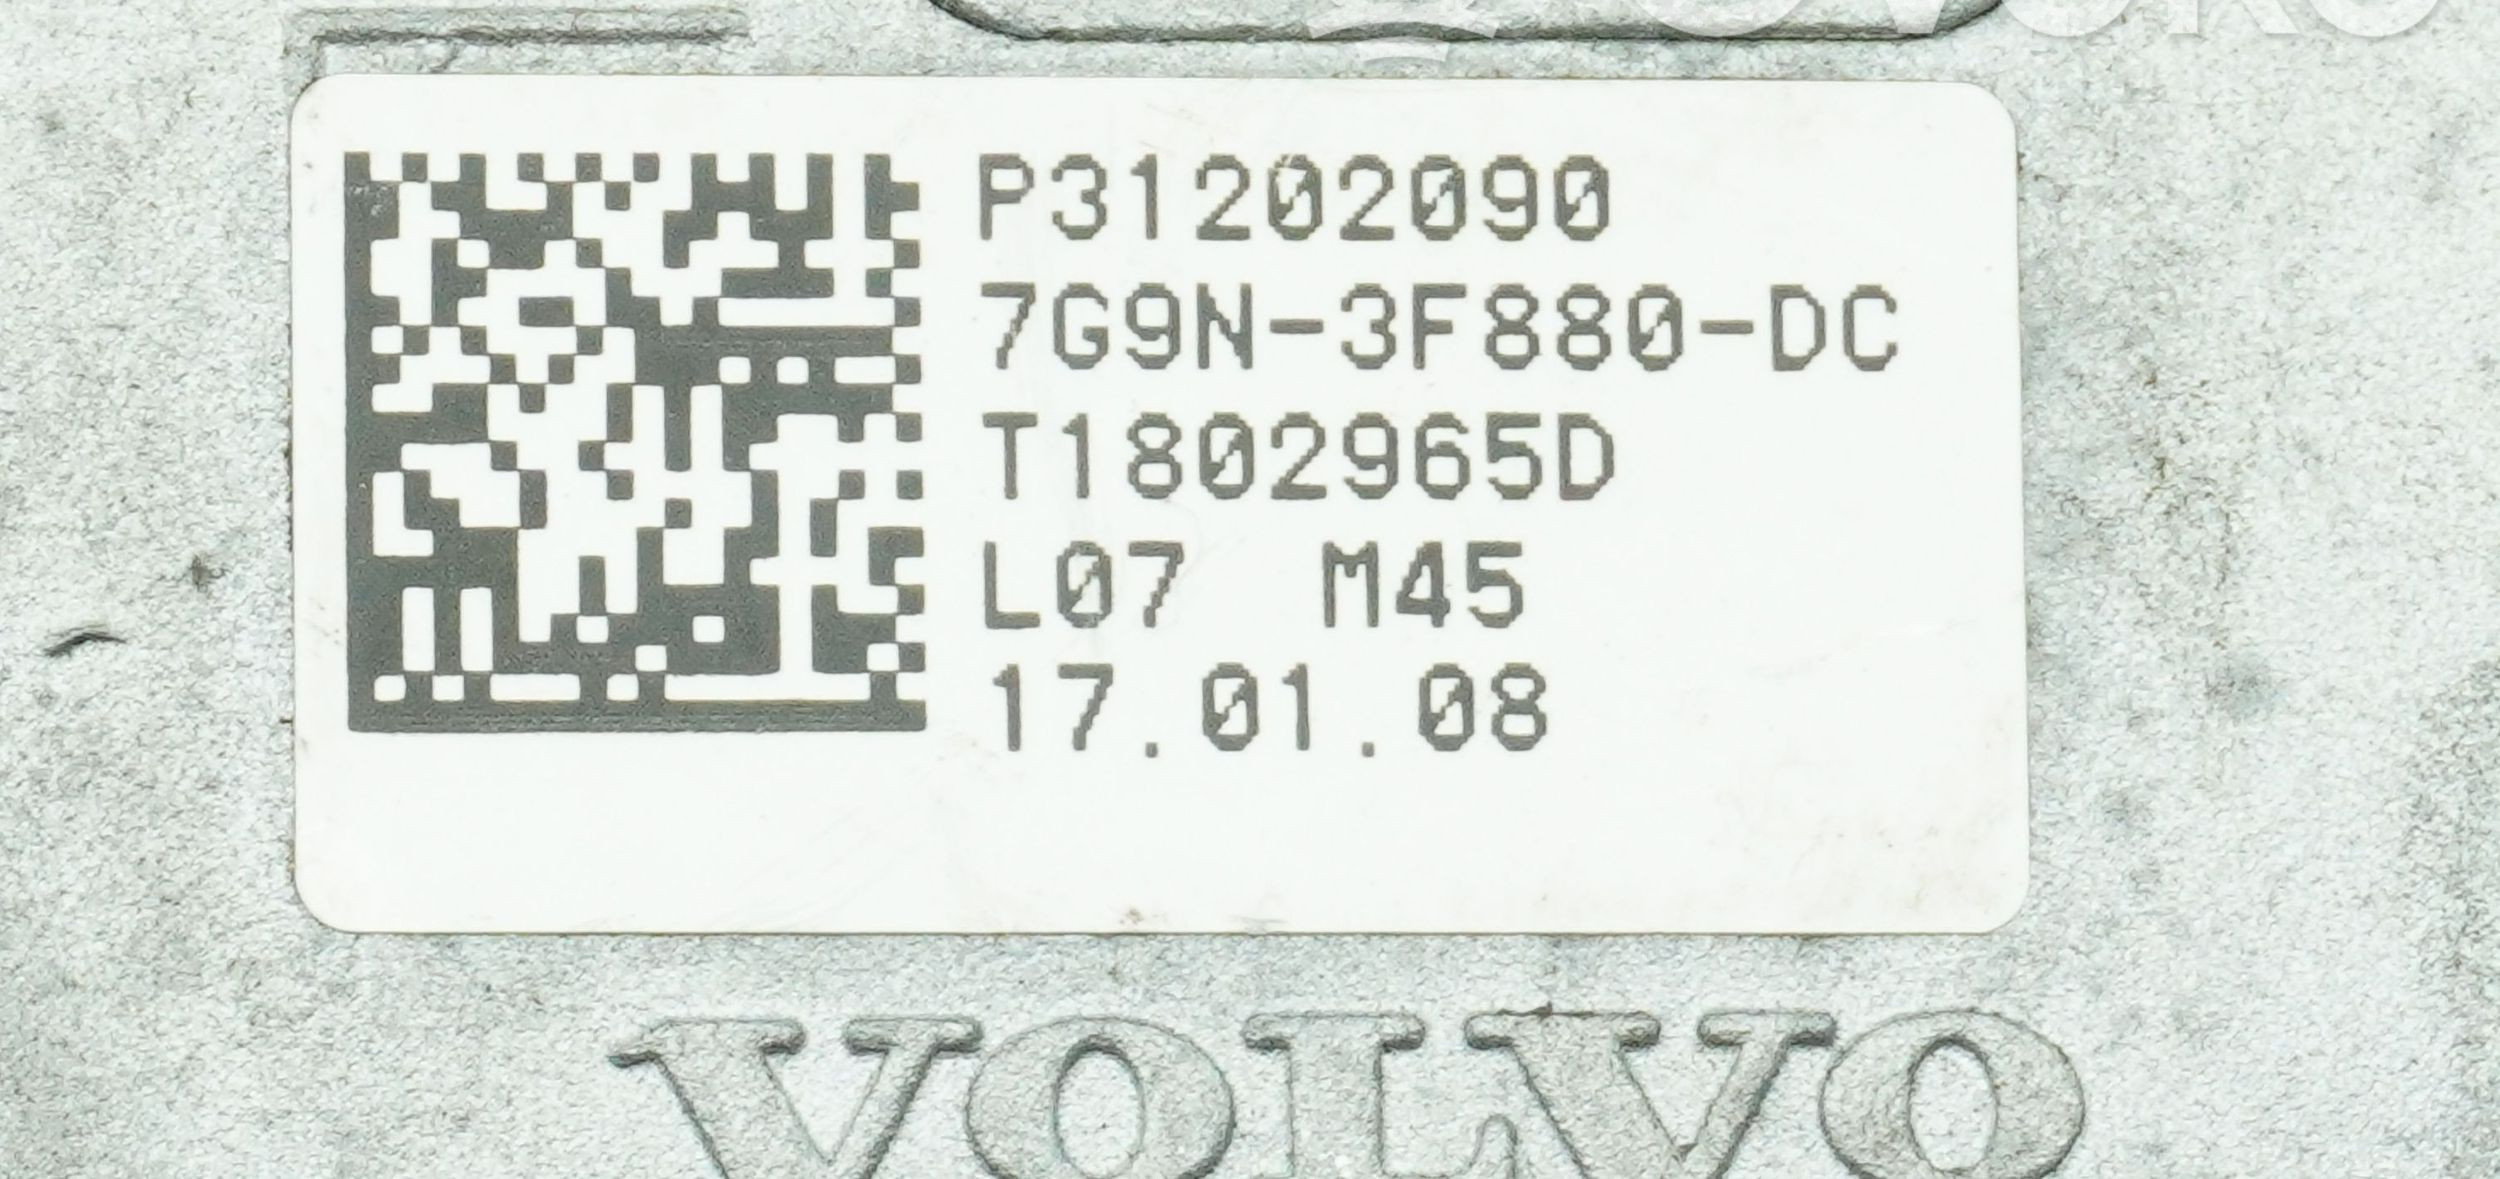 P31202090
7G9N-3F880-DC
T1802965D
L07 M45
17.01.08
VOLVO